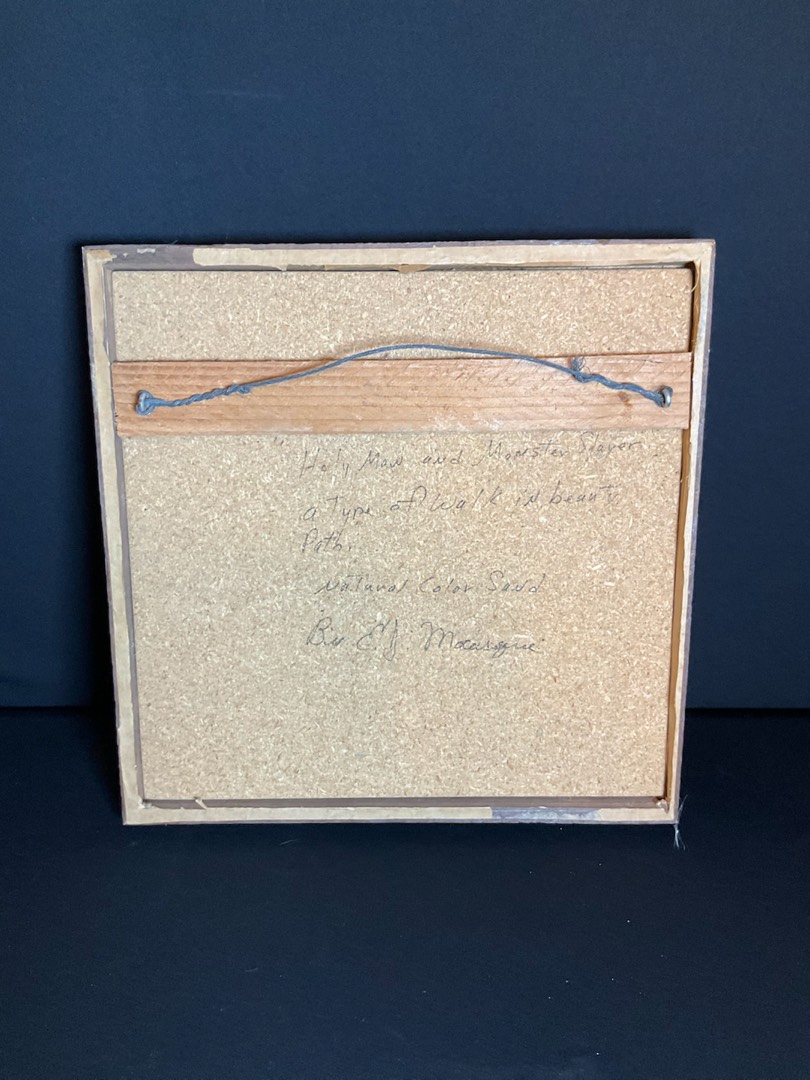 " Holy Man and Monster Slayer.
a type of Walk in beauty
Path.
Natural Color Sand
By E.J.